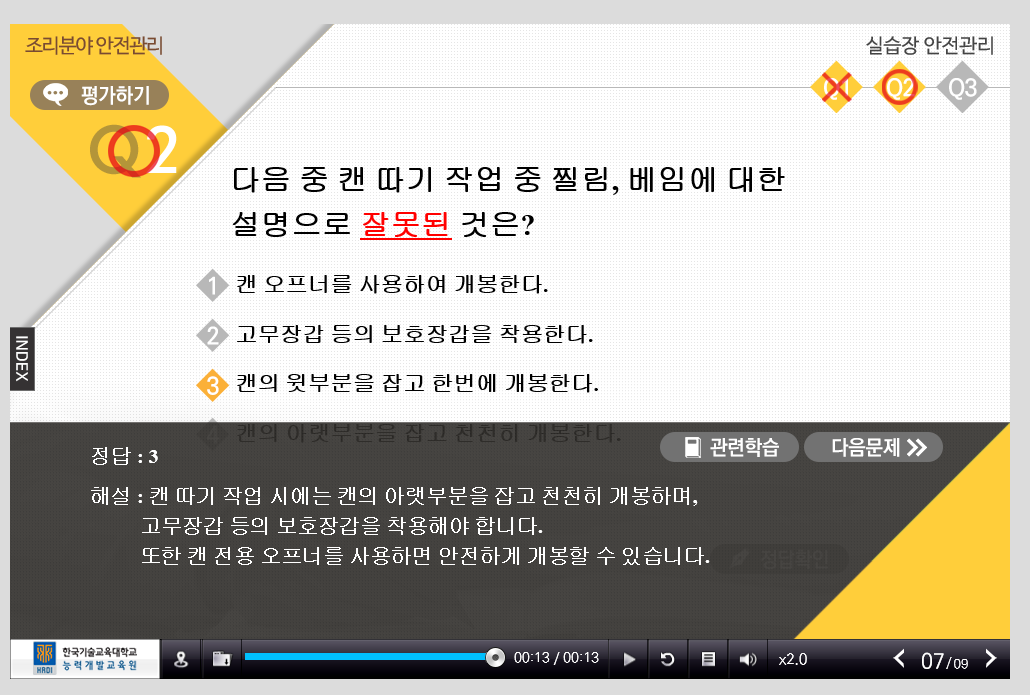 조리분야 안전관리
실습장 안전관리
평가하기
Q1 Q2 Q3
Q2
다음 중 캔 따기 작업 중 찔림, 베임에 대한
설명으로 잘못된 것은?
1 캔 오프너를 사용하여 개봉한다.
2 고무장갑 등의 보호장갑을 착용한다.
INDEX
3 캔의 윗부분을 잡고 한번에 개봉한다.
4 캔의 아랫부분을 잡고 천천히 개봉한다.
관련학습 다음문제
정답 : 3
해설 : 캔 따기 작업 시에는 캔의 아랫부분을 잡고 천천히 개봉하며,
고무장갑 등의 보호장갑을 착용해야 합니다.
또한 캔 전용 오프너를 사용하면 안전하게 개봉할 수 있습니다.
정답확인
한국기술교육대학교
능력개발교육원
HRDI
00:13 / 00:13
x2.0
07/09